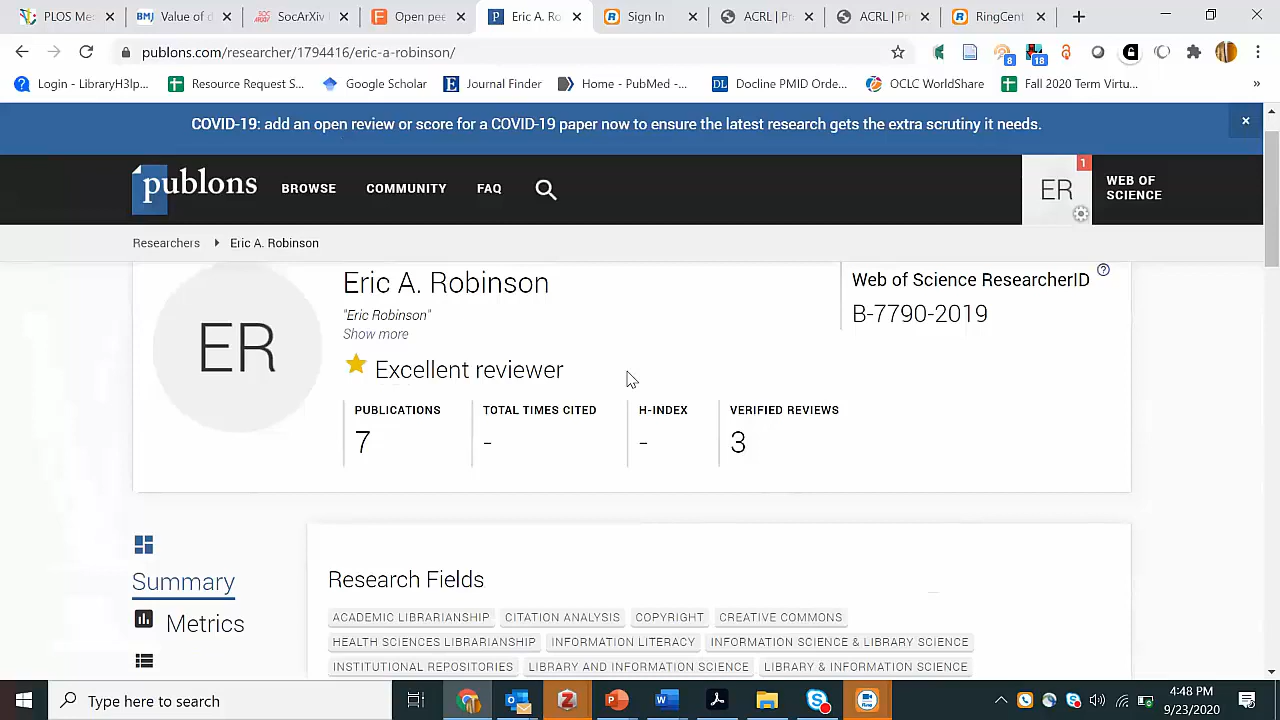 PLOS Me
Value of d
SocArXiv
Open pee
Eric A. Ro
Sign In
ACRL | Pr
ACRL | Pr
RingCent
publons.com/researcher/1794416/eric-a-robinson/
8
18
Login - LibraryH3lp...
Resource Request S...
Google Scholar
Journal Finder
Home - PubMed -...
DL Docline PMID Orde...
OCLC WorldShare
Fall 2020 Term Virtu...
»
COVID-19: add an open review or score for a COVID-19 paper now to ensure the latest research gets the extra scrutiny it needs.
publons
BROWSE
COMMUNITY
FAQ
ER
1
WEB OF
SCIENCE
Researchers
Eric A. Robinson
ER
Eric A. Robinson
"Eric Robinson"
Show more
Excellent reviewer
Web of Science ResearcherID
B-7790-2019
PUBLICATIONS
7
TOTAL TIMES CITED
-
H-INDEX
-
VERIFIED REVIEWS
3
Summary
Metrics
Research Fields
ACADEMIC LIBRARIANSHIP
CITATION ANALYSIS
COPYRIGHT
CREATIVE COMMONS
HEALTH SCIENCES LIBRARIANSHIP
INFORMATION LITERACY
INFORMATION SCIENCE & LIBRARY SCIENCE
INSTITUTIONAL REPOSITORIES
LIBRARY AND INFORMATION SCIENCE
LIBRARY & INFORMATION SCIENCE
Type here to search
4:48 PM
9/23/2020